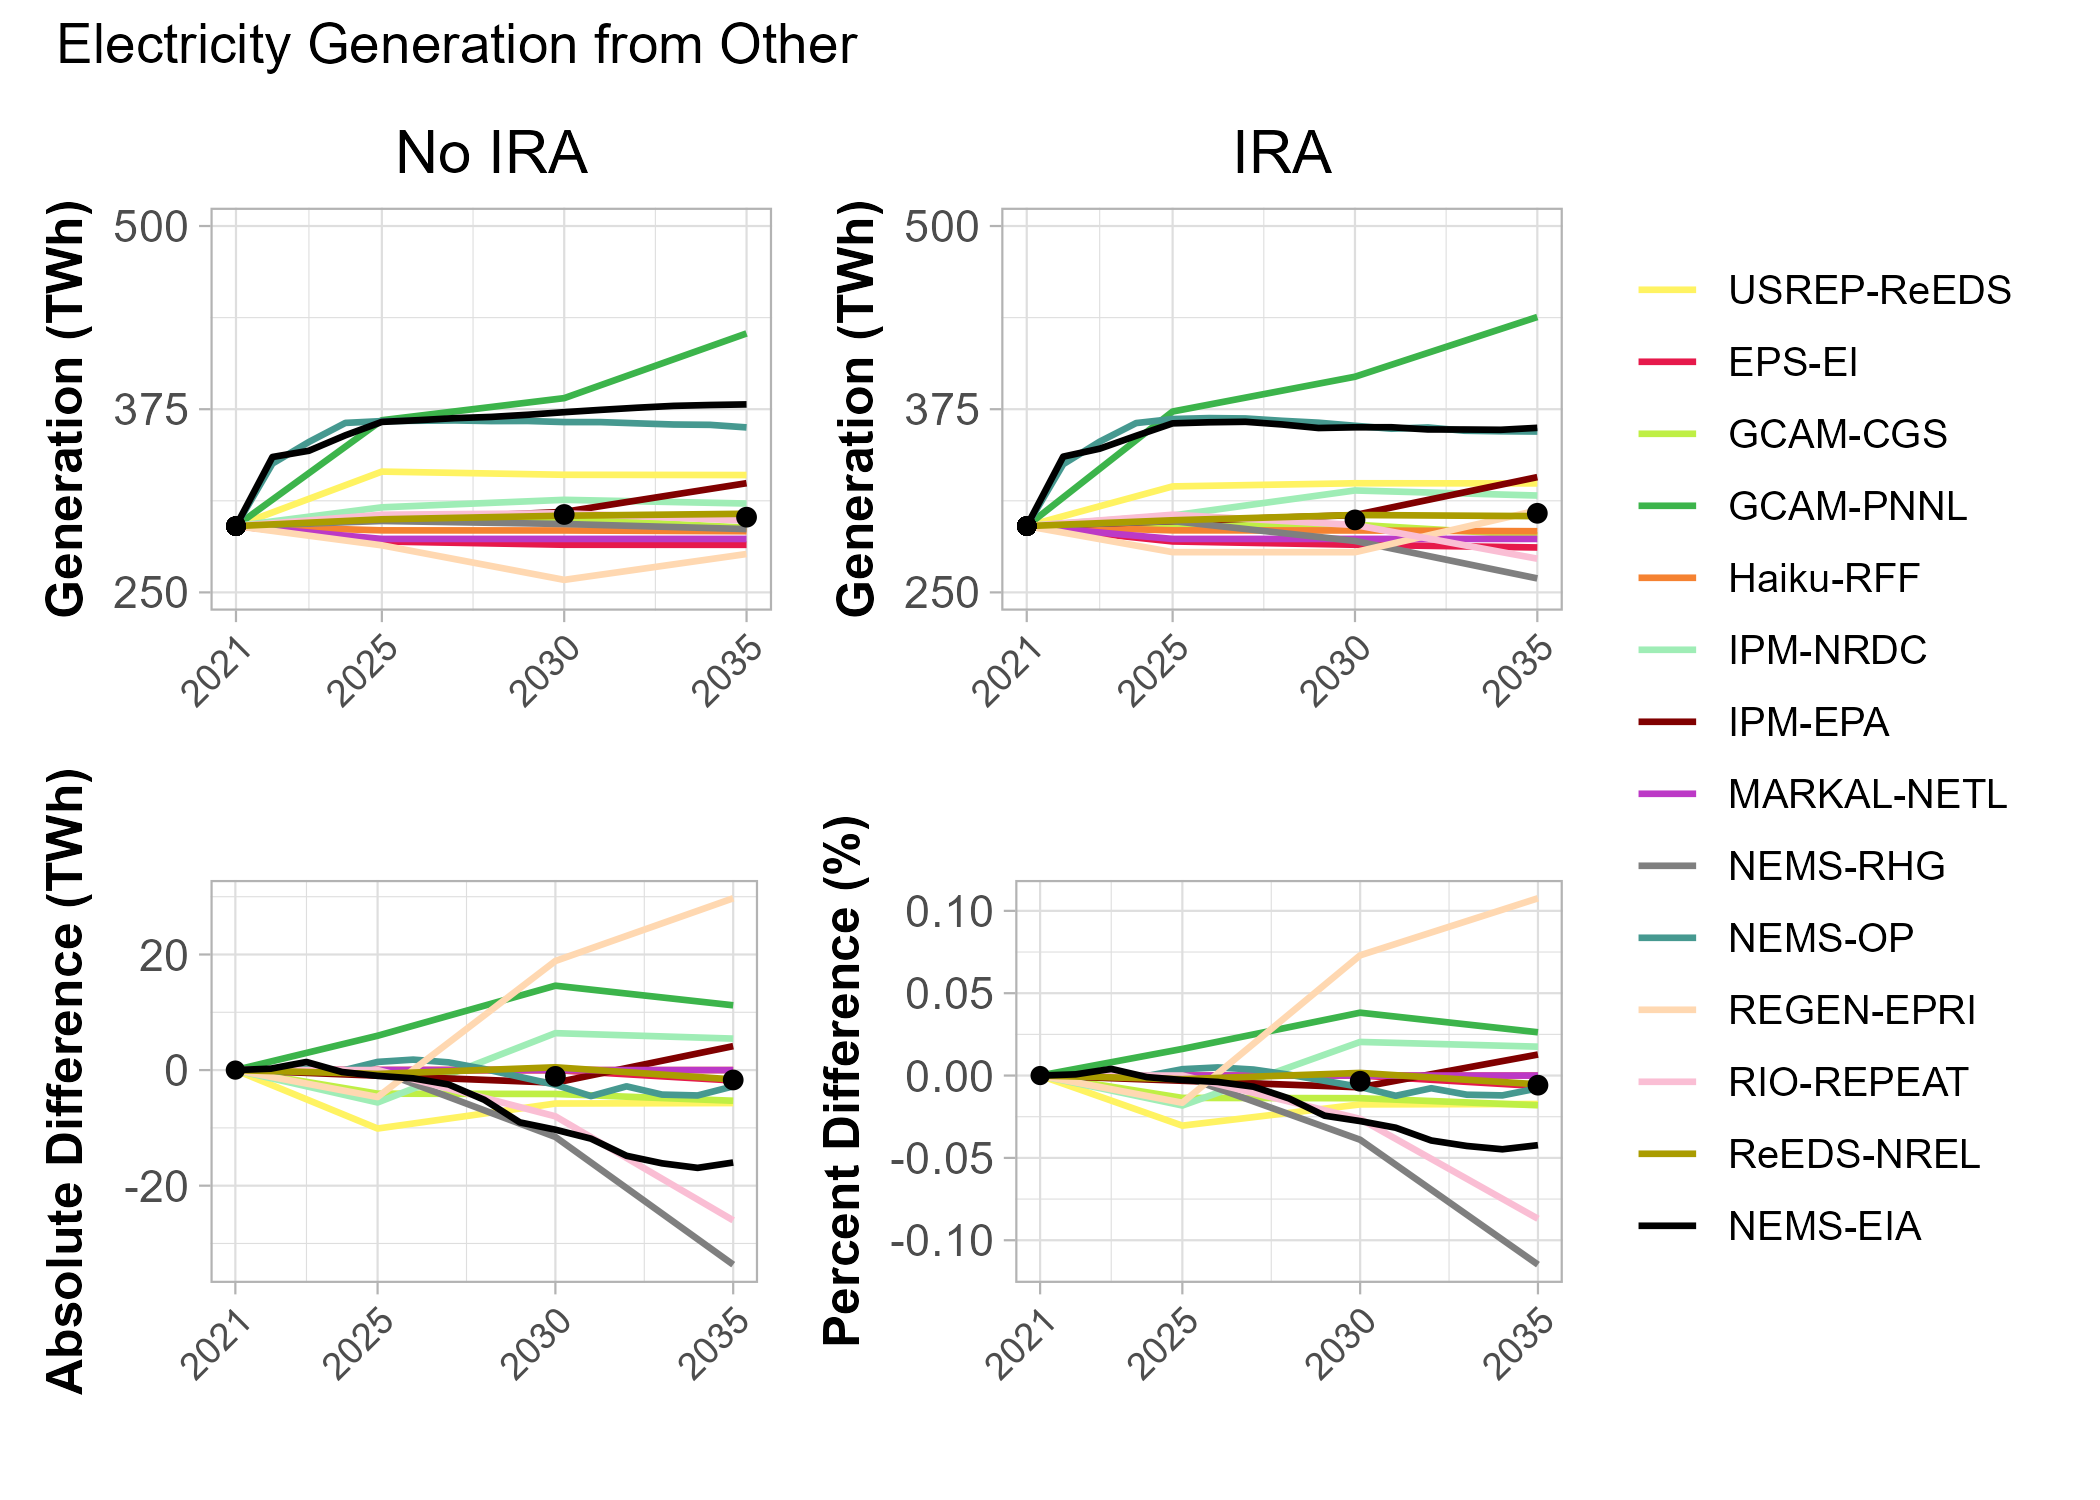 Electricity Generation from Other
No IRA
IRA
Generation (TWh)
500
375
250
2021
2025
2030
2035
Generation (TWh)
500
375
250
2021
2025
2030
2035
Absolute Difference (TWh)
20
0
-20
2021
2025
2030
2035
Percent Difference (%)
0.10
0.05
0.00
-0.05
-0.10
2021
2025
2030
2035
USREP-ReEDS
EPS-EI
GCAM-CGS
GCAM-PNNL
Haiku-RFF
IPM-NRDC
IPM-EPA
MARKAL-NETL
NEMS-RHG
NEMS-OP
REGEN-EPRI
RIO-REPEAT
ReEDS-NREL
NEMS-EIA